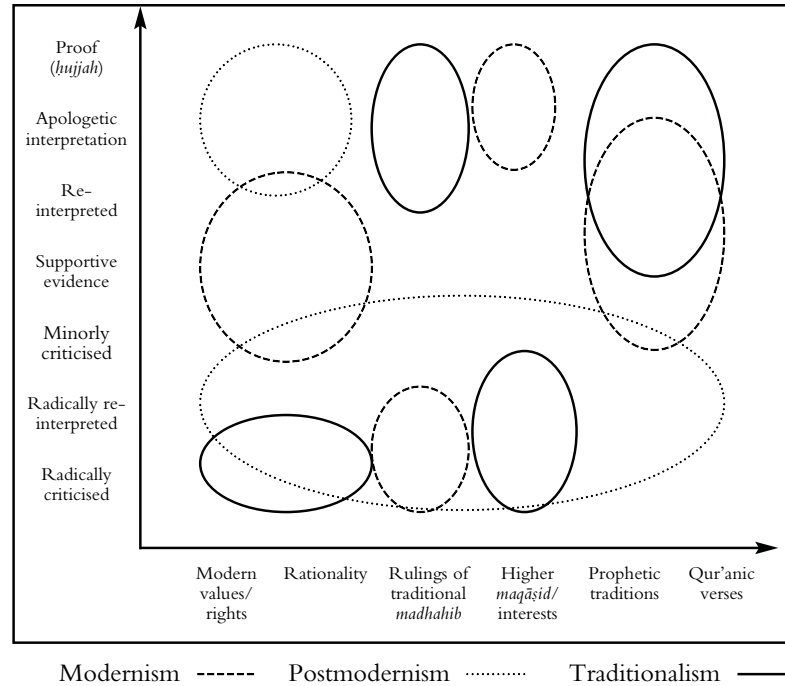 Proof
(ḥujjah)
Apologetic
interpretation
Re-
interpreted
Supportive
evidence
Minorly
criticised
Radically re-
interpreted
Radically
criticised
Modern
values/
rights
Rationality
Rulings of
traditional
madhahib
Higher
maqāṣid/
interests
Prophetic
traditions
Qur'anic
verses
Modernism
Postmodernism
Traditionalism